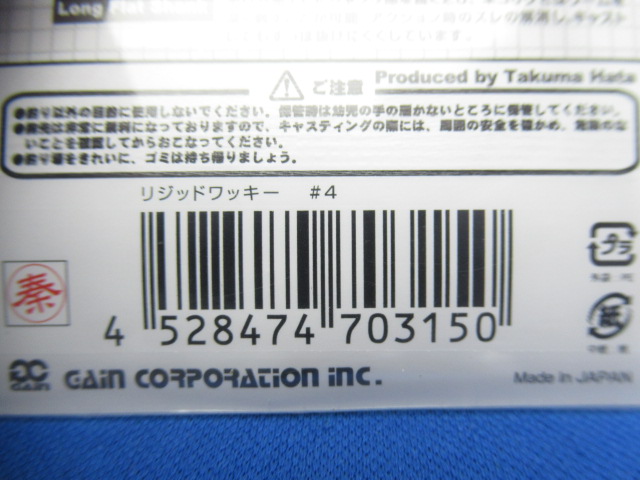 Long Flat Shank
ご注意
Produced by Takuma Hata
●釣り以外の目的に使用しないでください。保管時は幼児の手の届かないところに保管してください。
●鈎先は非常に鋭利になっておりますので、キャスティングの際には、周囲の安全を確かめ、危険のな
いことを確認してからおこなってください。
●釣り場をきれいに、ゴミは持ち帰りましょう。
リジッドワッキー #4
プラ
秦
紙
4 528474 703150
GAIN
GAIN CORPORATION INC.
Made in JAPAN